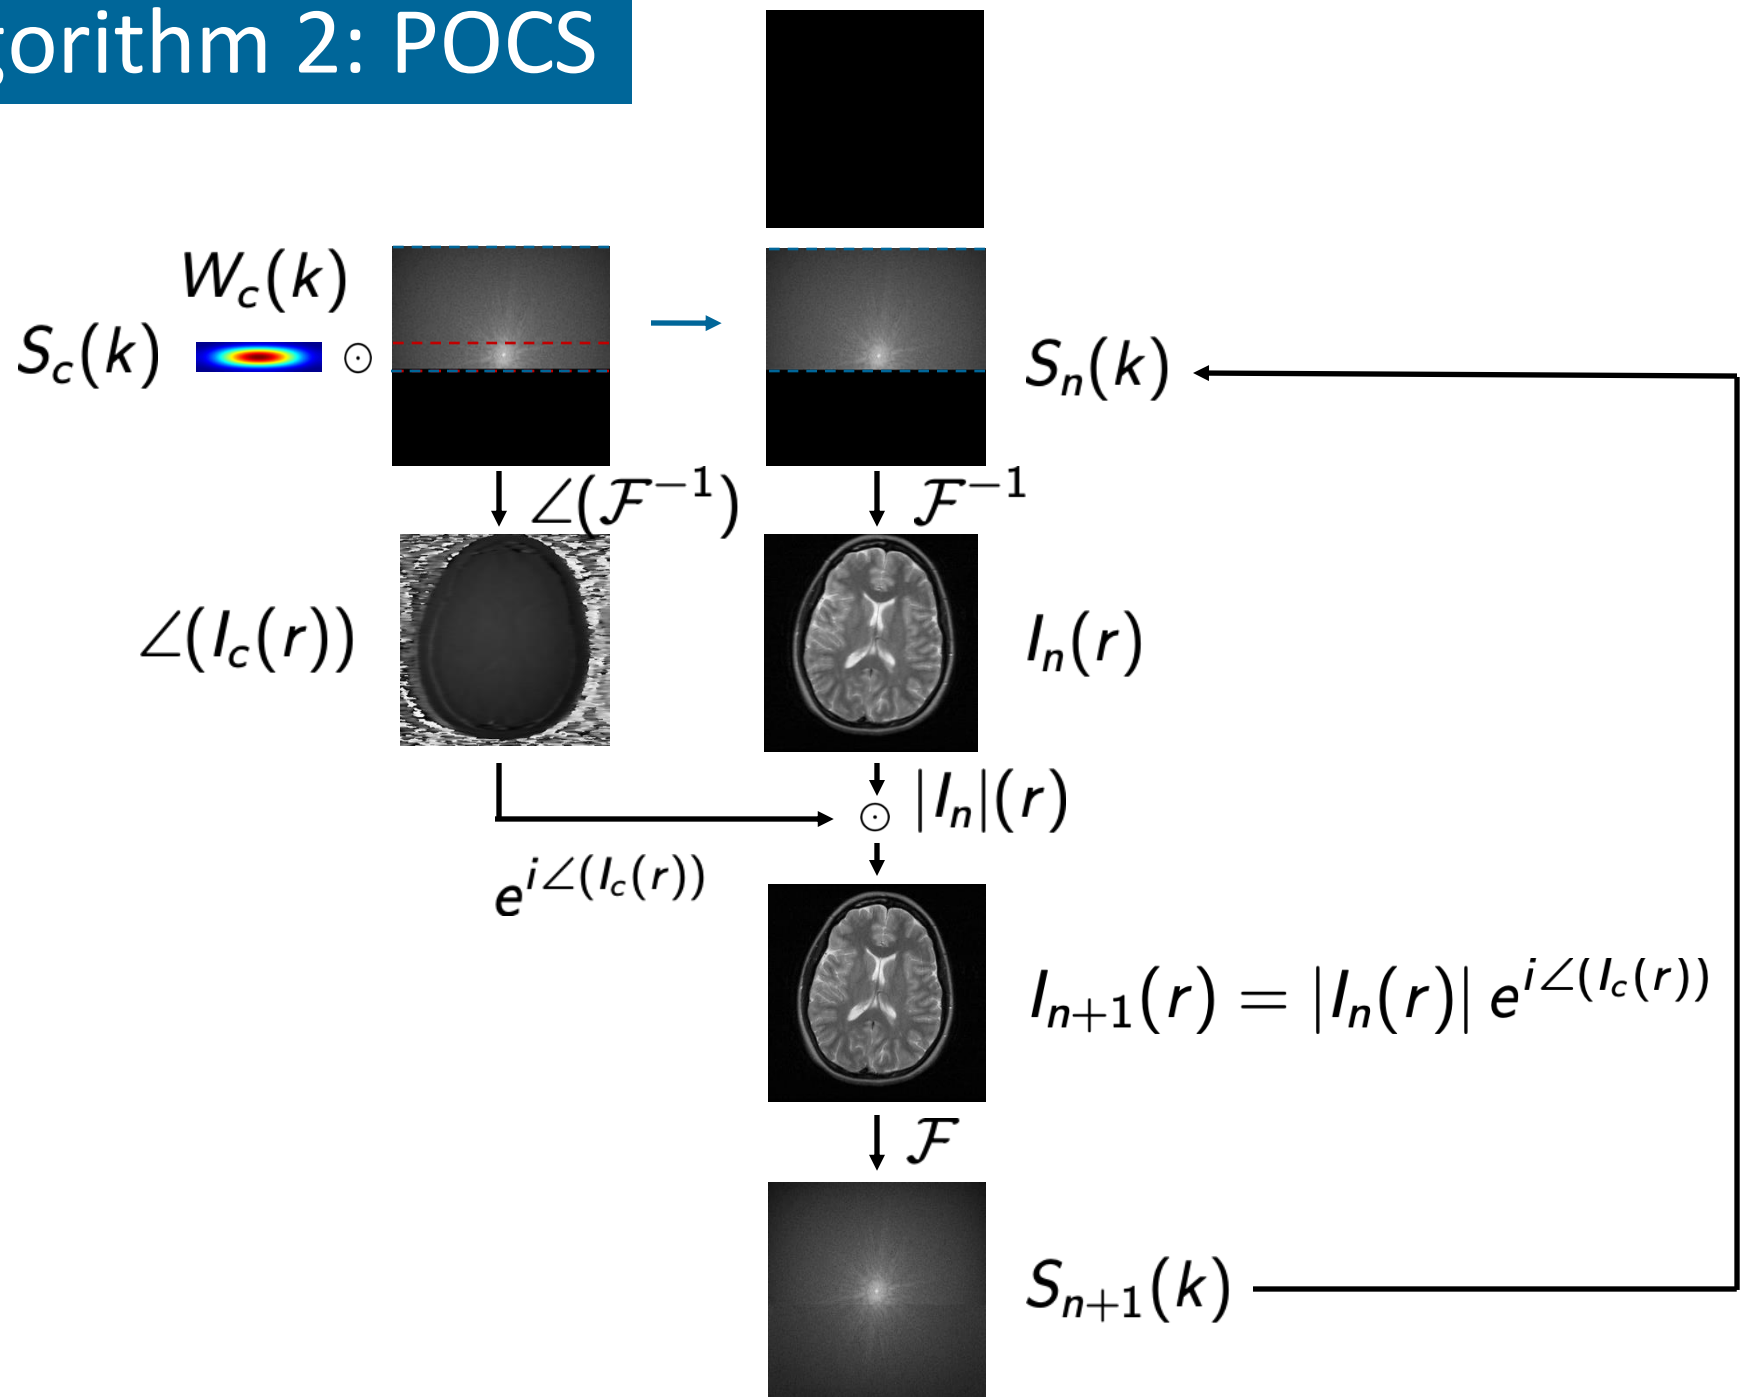 gorithm 2: POCS
W_c(k)
S_c(k) ⊙
S_n(k)
∠(ℱ^{-1})
ℱ^{-1}
∠(I_c(r))
I_n(r)
⊙ |I_n|(r)
e^{i∠(I_c(r))}
I_{n+1}(r) = |I_n(r)| e^{i∠(I_c(r))}
ℱ
S_{n+1}(k)